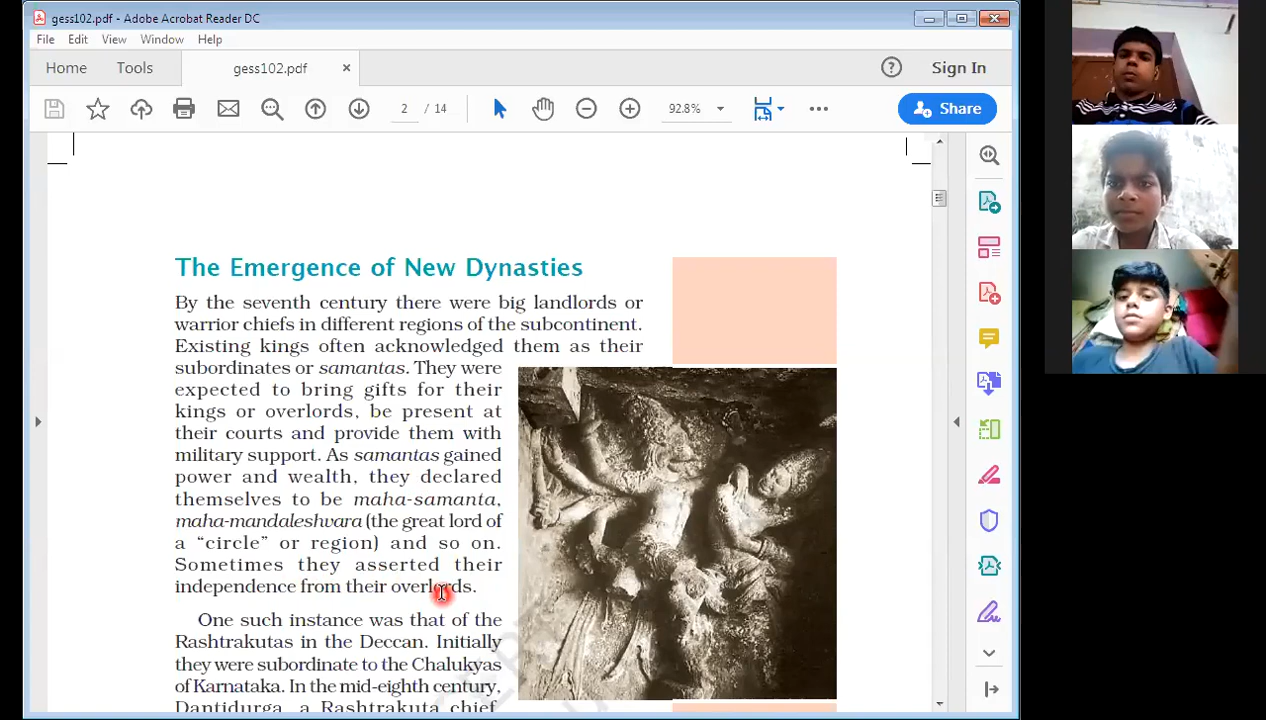 gess102.pdf - Adobe Acrobat Reader DC
File Edit View Window Help
Home Tools gess102.pdf × Sign In
2 / 14 92.8% Share
The Emergence of New Dynasties
By the seventh century there were big landlords or
warrior chiefs in different regions of the subcontinent.
Existing kings often acknowledged them as their
subordinates or samantas. They were
expected to bring gifts for their
kings or overlords, be present at
their courts and provide them with
military support. As samantas gained
power and wealth, they declared
themselves to be maha-samanta,
maha-mandaleshvara (the great lord of
a “circle” or region) and so on.
Sometimes they asserted their
independence from their overlords.
One such instance was that of the
Rashtrakutas in the Deccan. Initially
they were subordinate to the Chalukyas
of Karnataka. In the mid-eighth century,
Dantidurga, a Rashtrakuta chief,